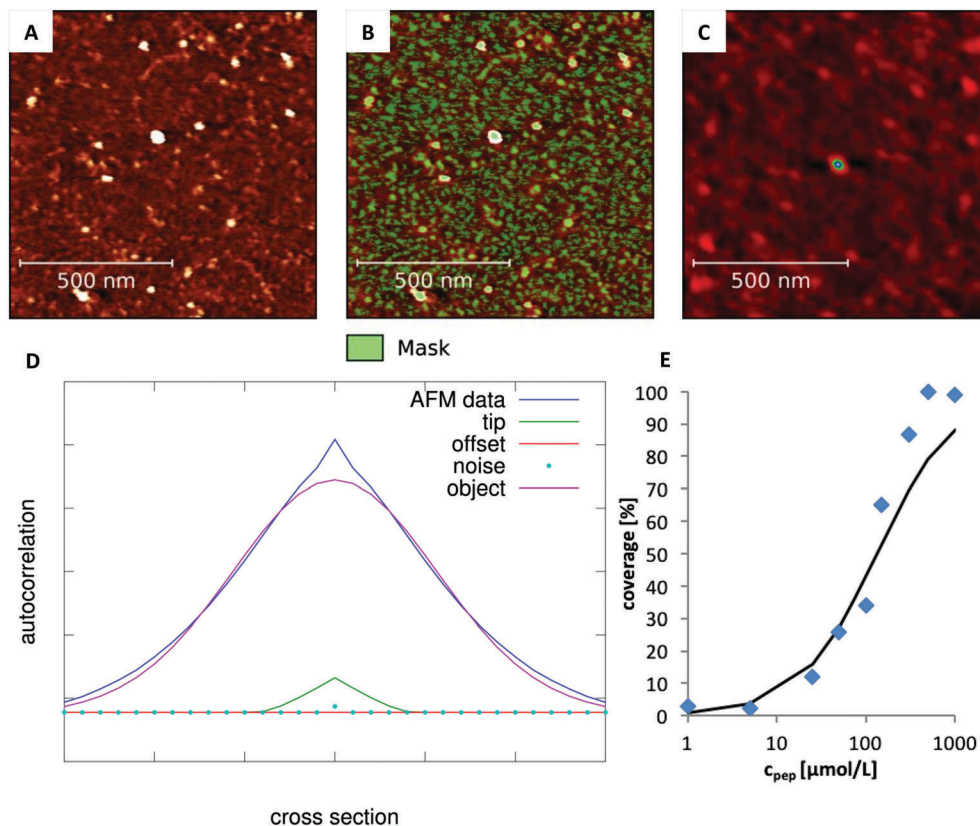 A
B
C
500 nm
500 nm
500 nm
Mask
D
E
AFM data
tip
offset
noise
object
autocorrelation
cross section
100
90
80
70
60
50
40
30
20
10
0
coverage [%]
1
10
100
1000
cpep [µmol/L]